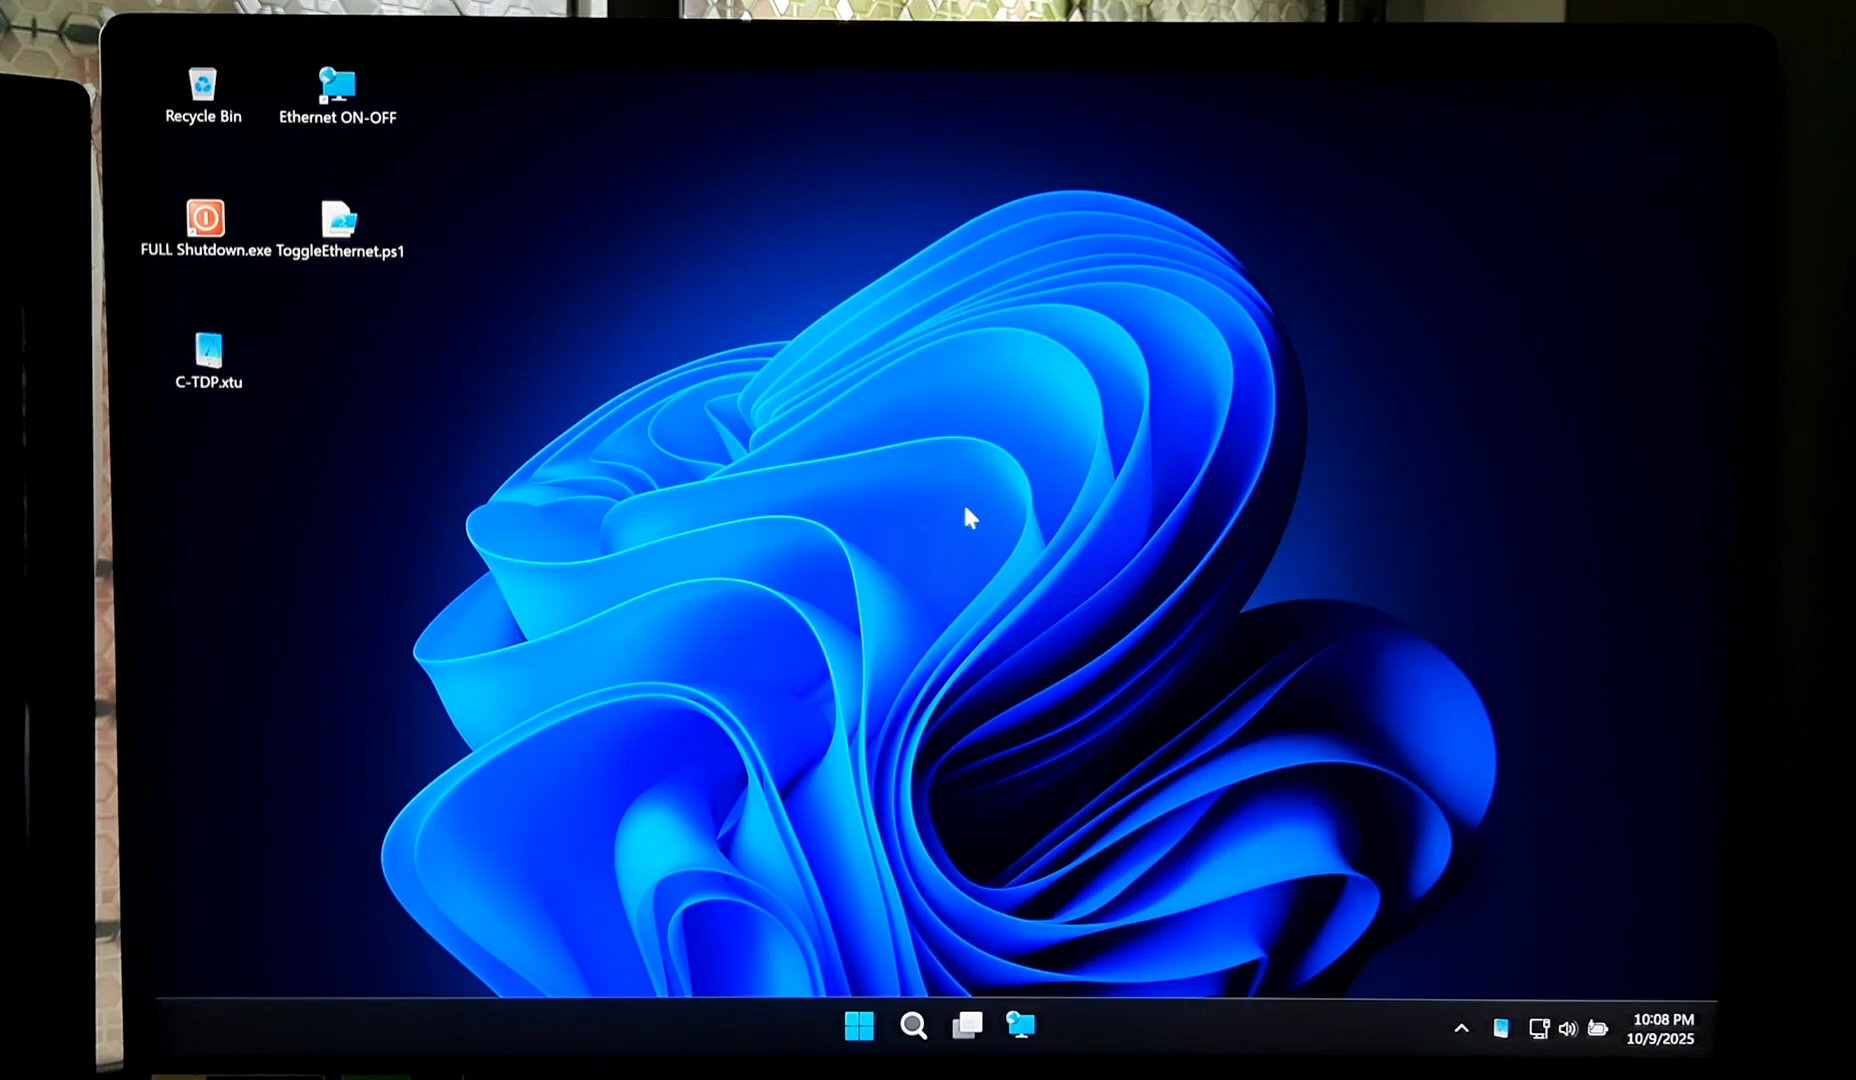 Recycle Bin
Ethernet ON-OFF
FULL Shutdown.exe
ToggleEthernet.ps1
C-TDP.xtu
10:08 PM
10/9/2025